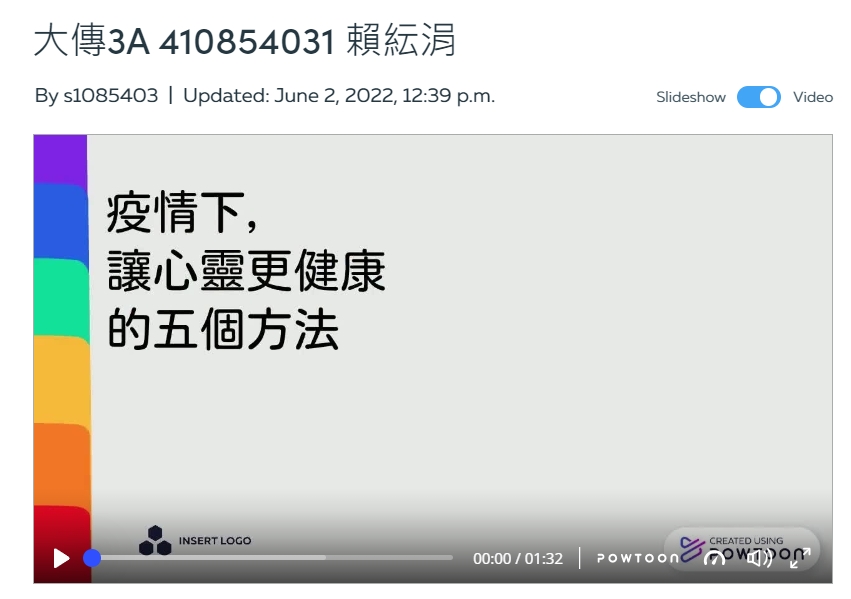 大傳3A 410854031 賴紜涓
By s1085403 | Updated: June 2, 2022, 12:39 p.m.
Slideshow Video
疫情下,
讓心靈更健康
的五個方法
INSERT LOGO
CREATED USING
POWTOON
00:00 / 01:32 | POWTOON